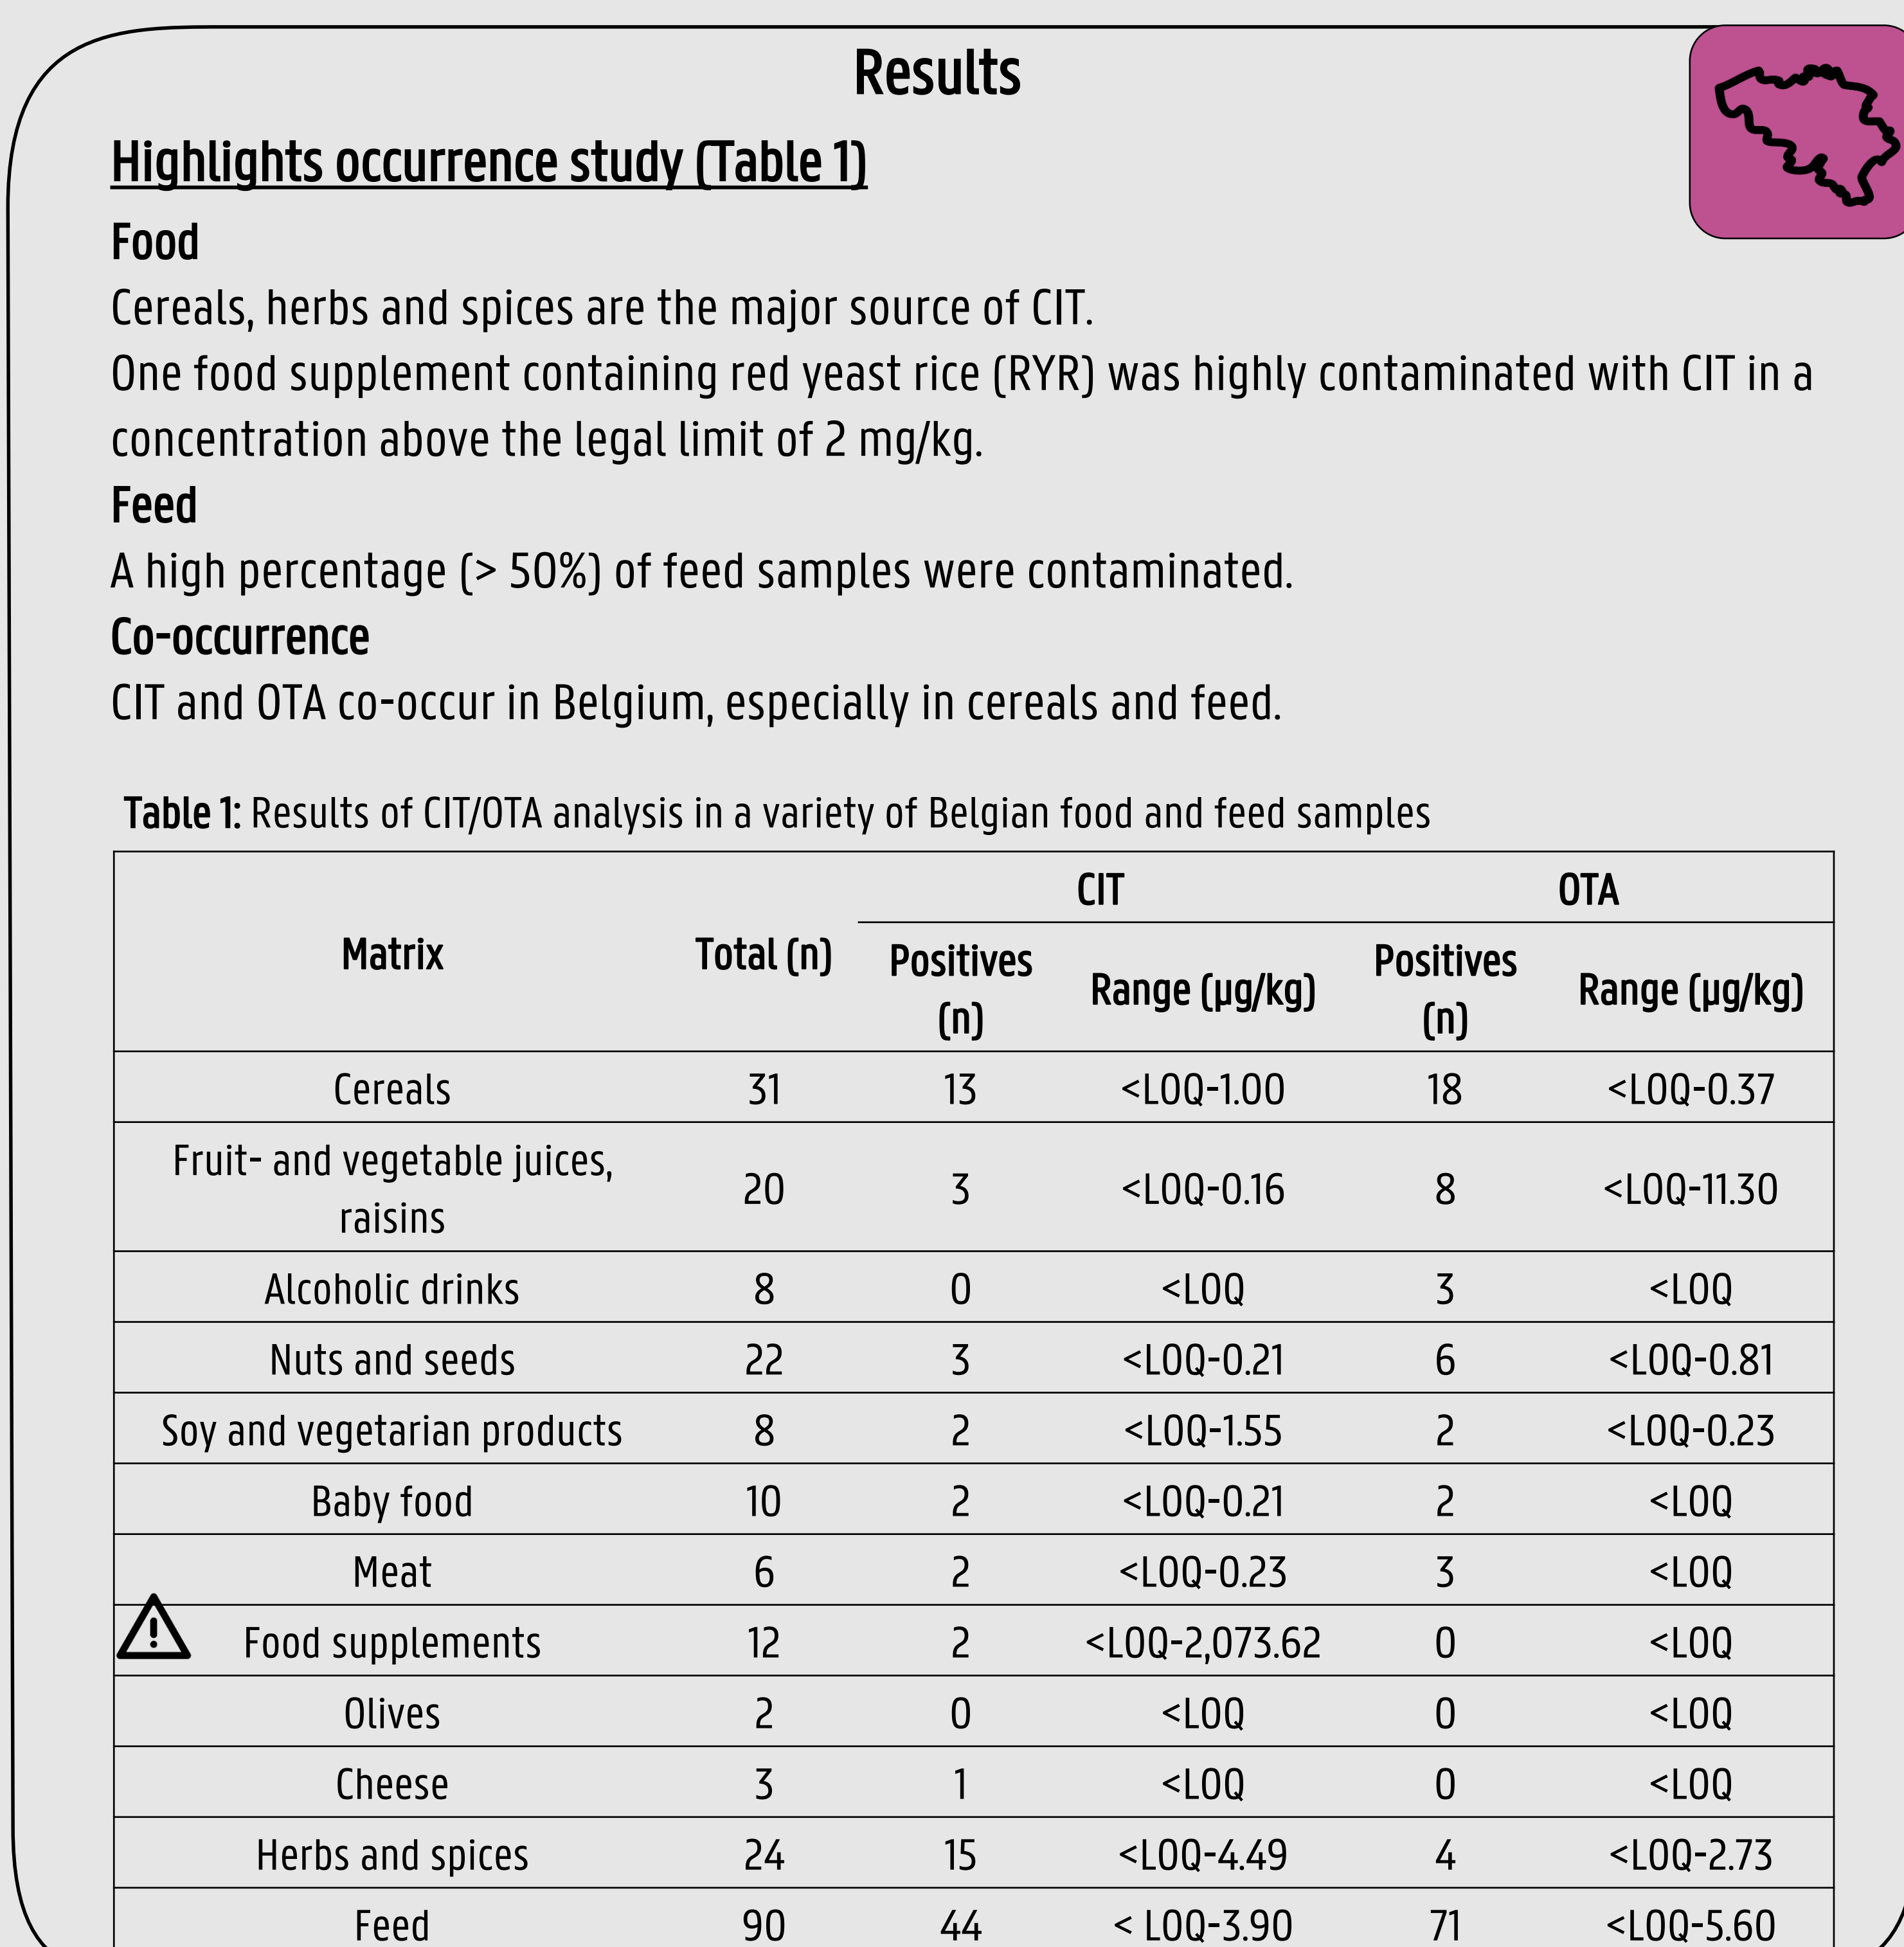 Results
Highlights occurrence study (Table 1)
Food
Cereals, herbs and spices are the major source of CIT.
One food supplement containing red yeast rice (RYR) was highly contaminated with CIT in a
concentration above the legal limit of 2 mg/kg.
Feed
A high percentage (> 50%) of feed samples were contaminated.
Co-occurrence
CIT and OTA co-occur in Belgium, especially in cereals and feed.
Table 1: Results of CIT/OTA analysis in a variety of Belgian food and feed samples
CIT OTA
Matrix Total (n) Positives (n) Range (µg/kg) Positives (n) Range (µg/kg)
Cereals 31 13 <LOQ-1.00 18 <LOQ-0.37
Fruit- and vegetable juices,
raisins 20 3 <LOQ-0.16 8 <LOQ-11.30
Alcoholic drinks 8 0 <LOQ 3 <LOQ
Nuts and seeds 22 3 <LOQ-0.21 6 <LOQ-0.81
Soy and vegetarian products 8 2 <LOQ-1.55 2 <LOQ-0.23
Baby food 10 2 <LOQ-0.21 2 <LOQ
Meat 6 2 <LOQ-0.23 3 <LOQ
Food supplements 12 2 <LOQ-2,073.62 0 <LOQ
Olives 2 0 <LOQ 0 <LOQ
Cheese 3 1 <LOQ 0 <LOQ
Herbs and spices 24 15 <LOQ-4.49 4 <LOQ-2.73
Feed 90 44 < LOQ-3.90 71 <LOQ-5.60